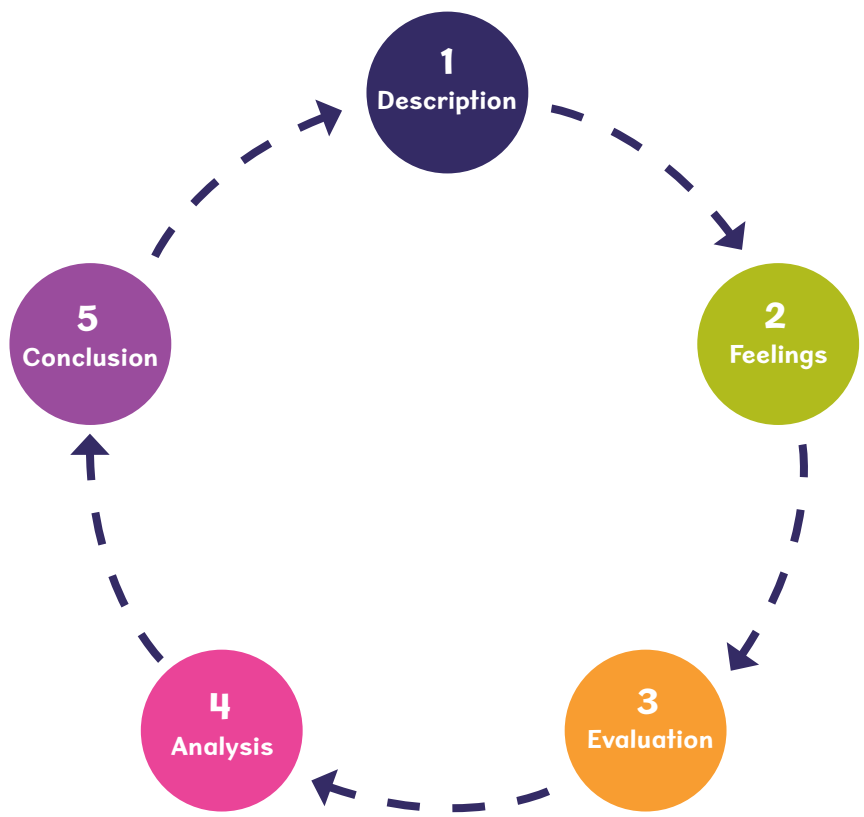 1
Description
2
Feelings
3
Evaluation
4
Analysis
5
Conclusion